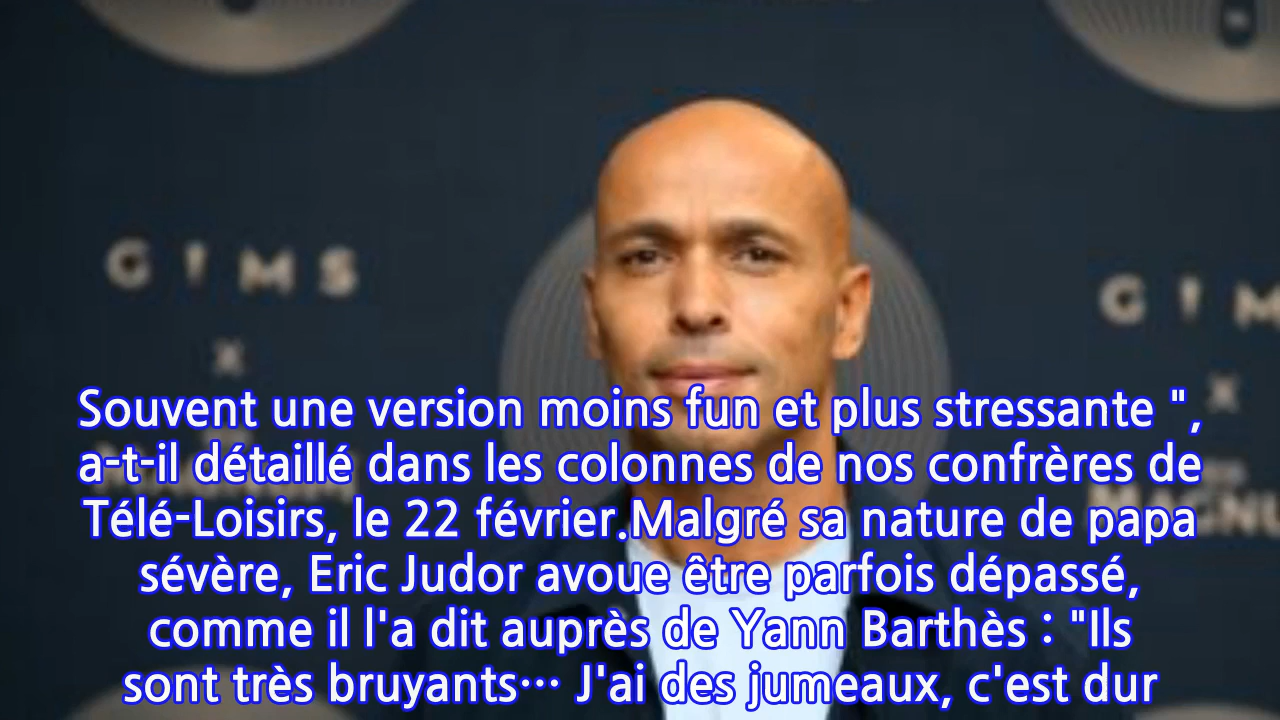 G I M S
X
G I M
X
MAGNU
Souvent une version moins fun et plus stressante ",
a-t-il détaillé dans les colonnes de nos confrères de
Télé-Loisirs, le 22 février.Malgré sa nature de papa
sévère, Eric Judor avoue être parfois dépassé,
comme il l'a dit auprès de Yann Barthès : "Ils
sont très bruyants··· J'ai des jumeaux, c'est dur